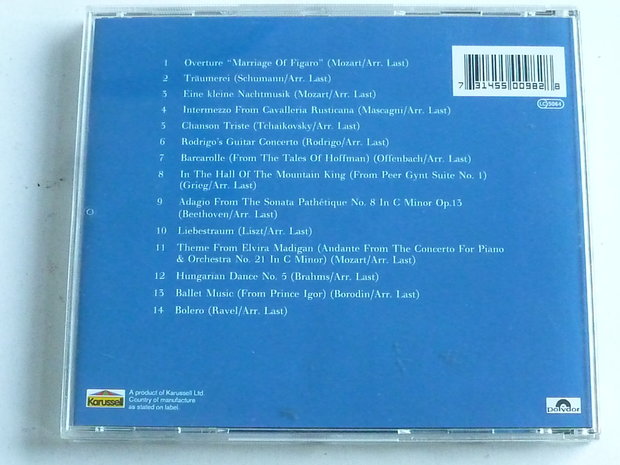 1 Overture “Marriage Of Figaro” (Mozart/Arr. Last)
2 Träumerei (Schumann/Arr. Last)
3 Eine kleine Nachtmusik (Mozart/Arr. Last)
4 Intermezzo From Cavalleria Rusticana (Mascagni/Arr. Last)
5 Chanson Triste (Tchaikovsky/Arr. Last)
6 Rodrigo's Guitar Concerto (Rodrigo/Arr. Last)
7 Barcarolle (From The Tales Of Hoffman) (Offenbach/Arr. Last)
8 In The Hall Of The Mountain King (From Peer Gynt Suite No. 1)
(Grieg/Arr. Last)
9 Adagio From The Sonata Pathétique No. 8 In C Minor Op.13
(Beethoven/Arr. Last)
10 Liebestraum (Liszt/Arr. Last)
11 Theme From Elvira Madigan (Andante From The Concerto For Piano
& Orchestra No. 21 In C Minor) (Mozart/Arr. Last)
12 Hungarian Dance No. 5 (Brahms/Arr. Last)
13 Ballet Music (From Prince Igor) (Borodin/Arr. Last)
14 Bolero (Ravel/Arr. Last)
7 31455 00982 8
LC 5064
Karussell
A product of Karussell Ltd.
Country of manufacture
as stated on label.
polydor